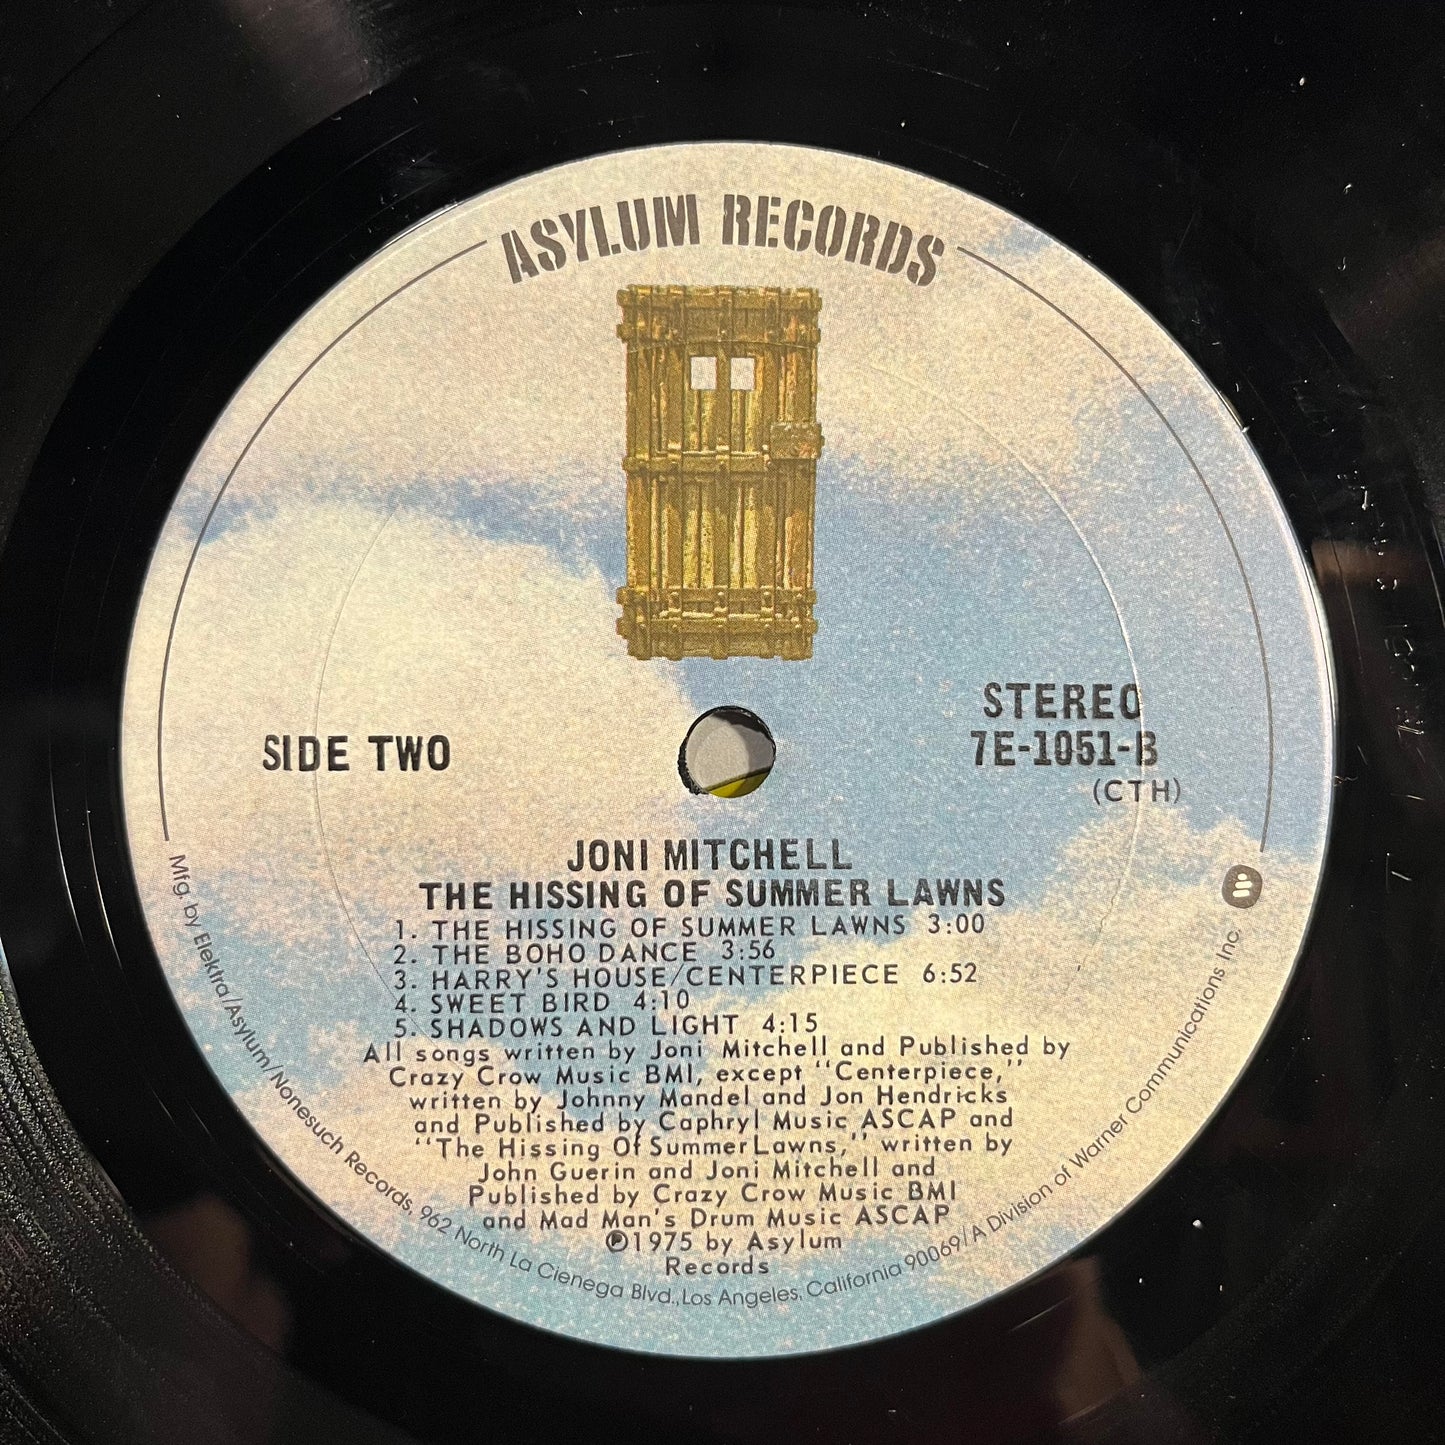 ASYLUM RECORDS
SIDE TWO
STEREO
7E-1051-B
(CTH)
JONI MITCHELL
THE HISSING OF SUMMER LAWNS
1. THE HISSING OF SUMMER LAWNS 3:00
2. THE BOHO DANCE 3:56
3. HARRY'S HOUSE/CENTERPIECE 6:52
4. SWEET BIRD 4:10
5. SHADOWS AND LIGHT 4:15
All songs written by Joni Mitchell and Published by
Crazy Crow Music BMI, except "Centerpiece,"
written by Johnny Mandel and Jon Hendricks
and Published by Caphryl Music ASCAP and
"The Hissing Of Summer Lawns," written by
John Guerin and Joni Mitchell and
Published by Crazy Crow Music BMI
and Mad Man's Drum Music ASCAP
℗1975 by Asylum
Records
Mfg. by Elektra/Asylum/Nonesuch Records, 962 North La Cienega Blvd., Los Angeles, California 90069/A Division of Warner Communications Inc.